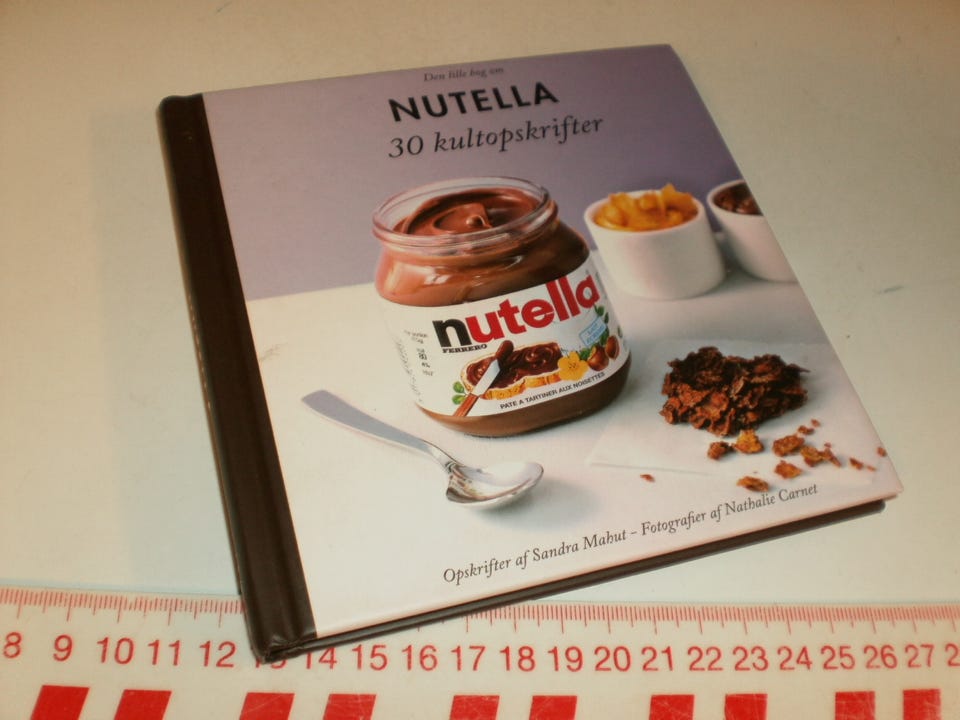 Den lille bog om
NUTELLA
30 kultopskrifter
nutella
FERRERO
PATE A TARTINER AUX NOISETTES
Opskrifter af Sandra Mahut – Fotografier af Nathalie Carnet
8 9 10 11 12 14 15 16 17 18 19 20 21 22 23 24 25 26 27